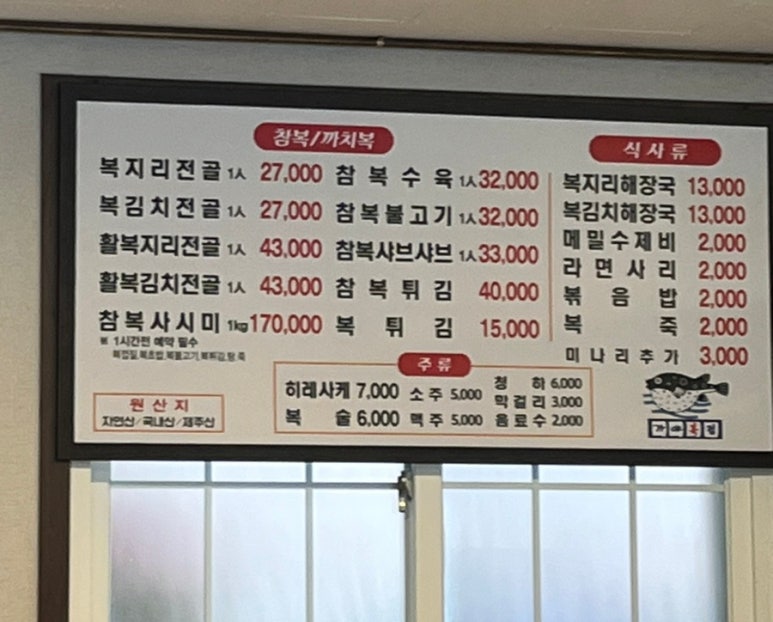 참복/까치복
복지리전골 1人 27,000
복김치전골 1人 27,000
활복지리전골 1人 43,000
활복김치전골 1人 43,000
참복사시미 1kg 170,000
※ 1시간전 예약 필수
참복수육 1人 32,000
참복불고기 1人 32,000
참복샤브샤브 1人 33,000
참복튀김 40,000
복튀김 15,000
식사류
복지리해장국 13,000
복김치해장국 13,000
메밀수제비 2,000
라면사리 2,000
볶음밥 2,000
복죽 2,000
미나리추가 3,000
원산지
자연산/국내산/제주산
주류
히레사케 7,000
복술 6,000
소주 5,000
맥주 5,000
청하 6,000
막걸리 3,000
음료수 2,000